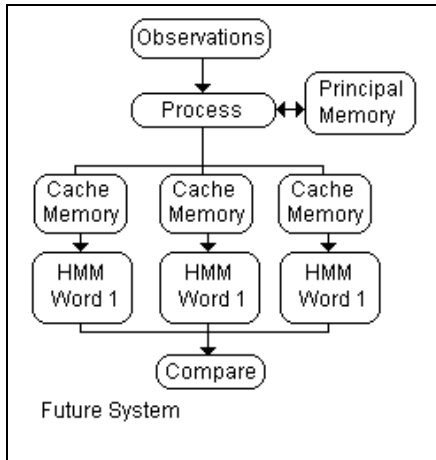 Observations
Process
Principal
Memory
Cache
Memory
Cache
Memory
Cache
Memory
HMM
Word 1
HMM
Word 1
HMM
Word 1
Compare
Future System